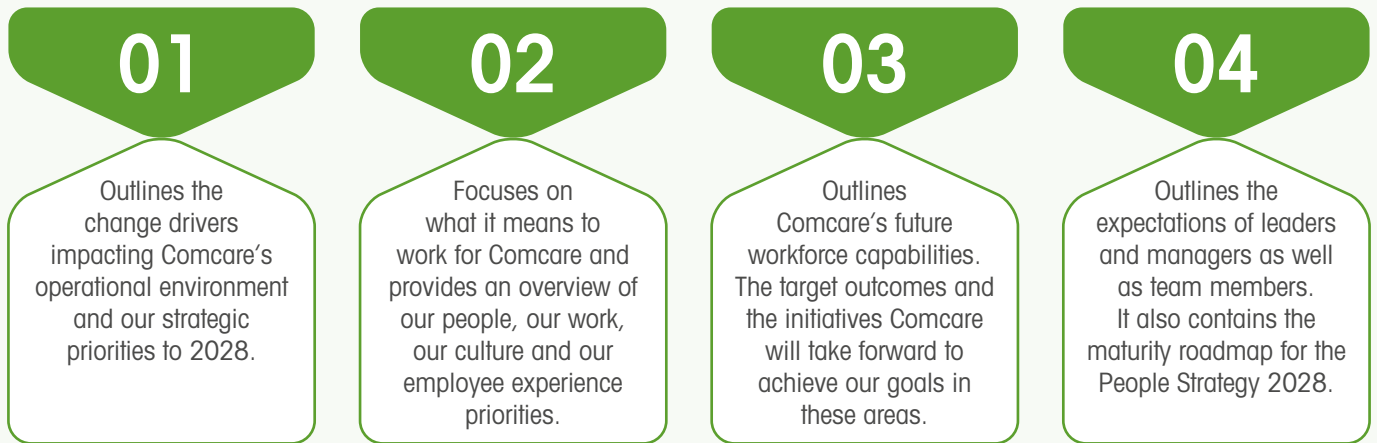 01
Outlines the
change drivers
impacting Comcare’s
operational environment
and our strategic
priorities to 2028.
02
Focuses on
what it means to
work for Comcare and
provides an overview of
our people, our work,
our culture and our
employee experience
priorities.
03
Outlines
Comcare’s future
workforce capabilities.
The target outcomes and
the initiatives Comcare
will take forward to
achieve our goals in
these areas.
04
Outlines the
expectations of leaders
and managers as well
as team members.
It also contains the
maturity roadmap for the
People Strategy 2028.